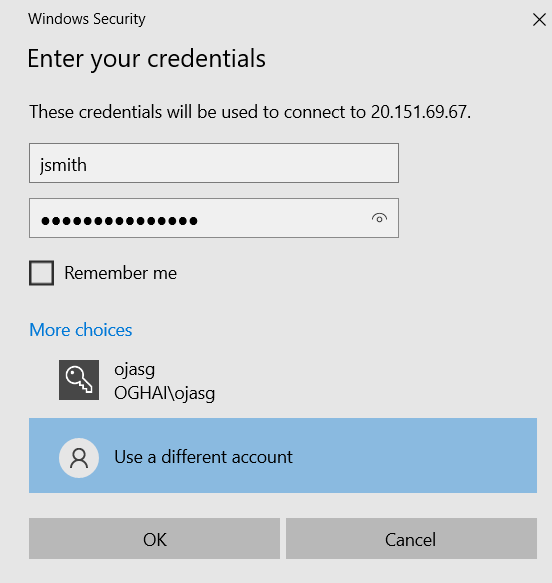 Windows Security
Enter your credentials
These credentials will be used to connect to 20.151.69.67.
jsmith
●●●●●●●●●●●●●●●
Remember me
More choices
ojasg
OGHAI\ojasg
Use a different account
OK
Cancel